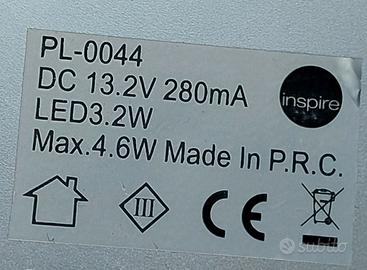 PL-0044
DC 13.2V 280mA
inspire
LED3.2W
Max.4.6W Made In P.R.C.
III
CE
subito